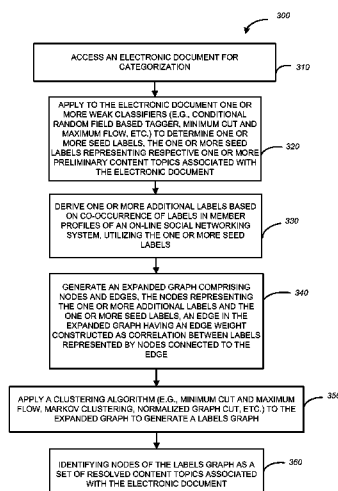 300
ACCESS AN ELECTRONIC DOCUMENT FOR
CATEGORIZATION
310
APPLY TO THE ELECTRONIC DOCUMENT ONE OR
MORE WEAK CLASSIFIERS (E.G., CONDITIONAL
RANDOM FIELD BASED TAGGER, MINIMUM CUT AND
MAXIMUM FLOW, ETC.) TO DETERMINE ONE OR
MORE SEED LABELS, THE ONE OR MORE SEED
LABELS REPRESENTING RESPECTIVE ONE OR MORE
PRELIMINARY CONTENT TOPICS ASSOCIATED WITH
THE ELECTRONIC DOCUMENT
320
DERIVE ONE OR MORE ADDITIONAL LABELS BASED
ON CO-OCCURRENCE OF LABELS IN MEMBER
PROFILES OF AN ON-LINE SOCIAL NETWORKING
SYSTEM, UTILIZING THE ONE OR MORE SEED
LABELS
330
GENERATE AN EXPANDED GRAPH COMPRISING
NODES AND EDGES, THE NODES REPRESENTING
THE ONE OR MORE ADDITIONAL LABELS AND THE
ONE OR MORE SEED LABELS, AN EDGE IN THE
EXPANDED GRAPH HAVING AN EDGE WEIGHT
CONSTRUCTED AS CORRELATION BETWEEN LABELS
REPRESENTED BY NODES CONNECTED TO THE
EDGE
340
APPLY A CLUSTERING ALGORITHM (E.G., MINIMUM CUT AND MAXIMUM
FLOW, MARKOV CLUSTERING, NORMALIZED GRAPH CUT, ETC.) TO THE
EXPANDED GRAPH TO GENERATE A LABELS GRAPH
350
IDENTIFYING NODES OF THE LABELS GRAPH AS A
SET OF RESOLVED CONTENT TOPICS ASSOCIATED
WITH THE ELECTRONIC DOCUMENT
360